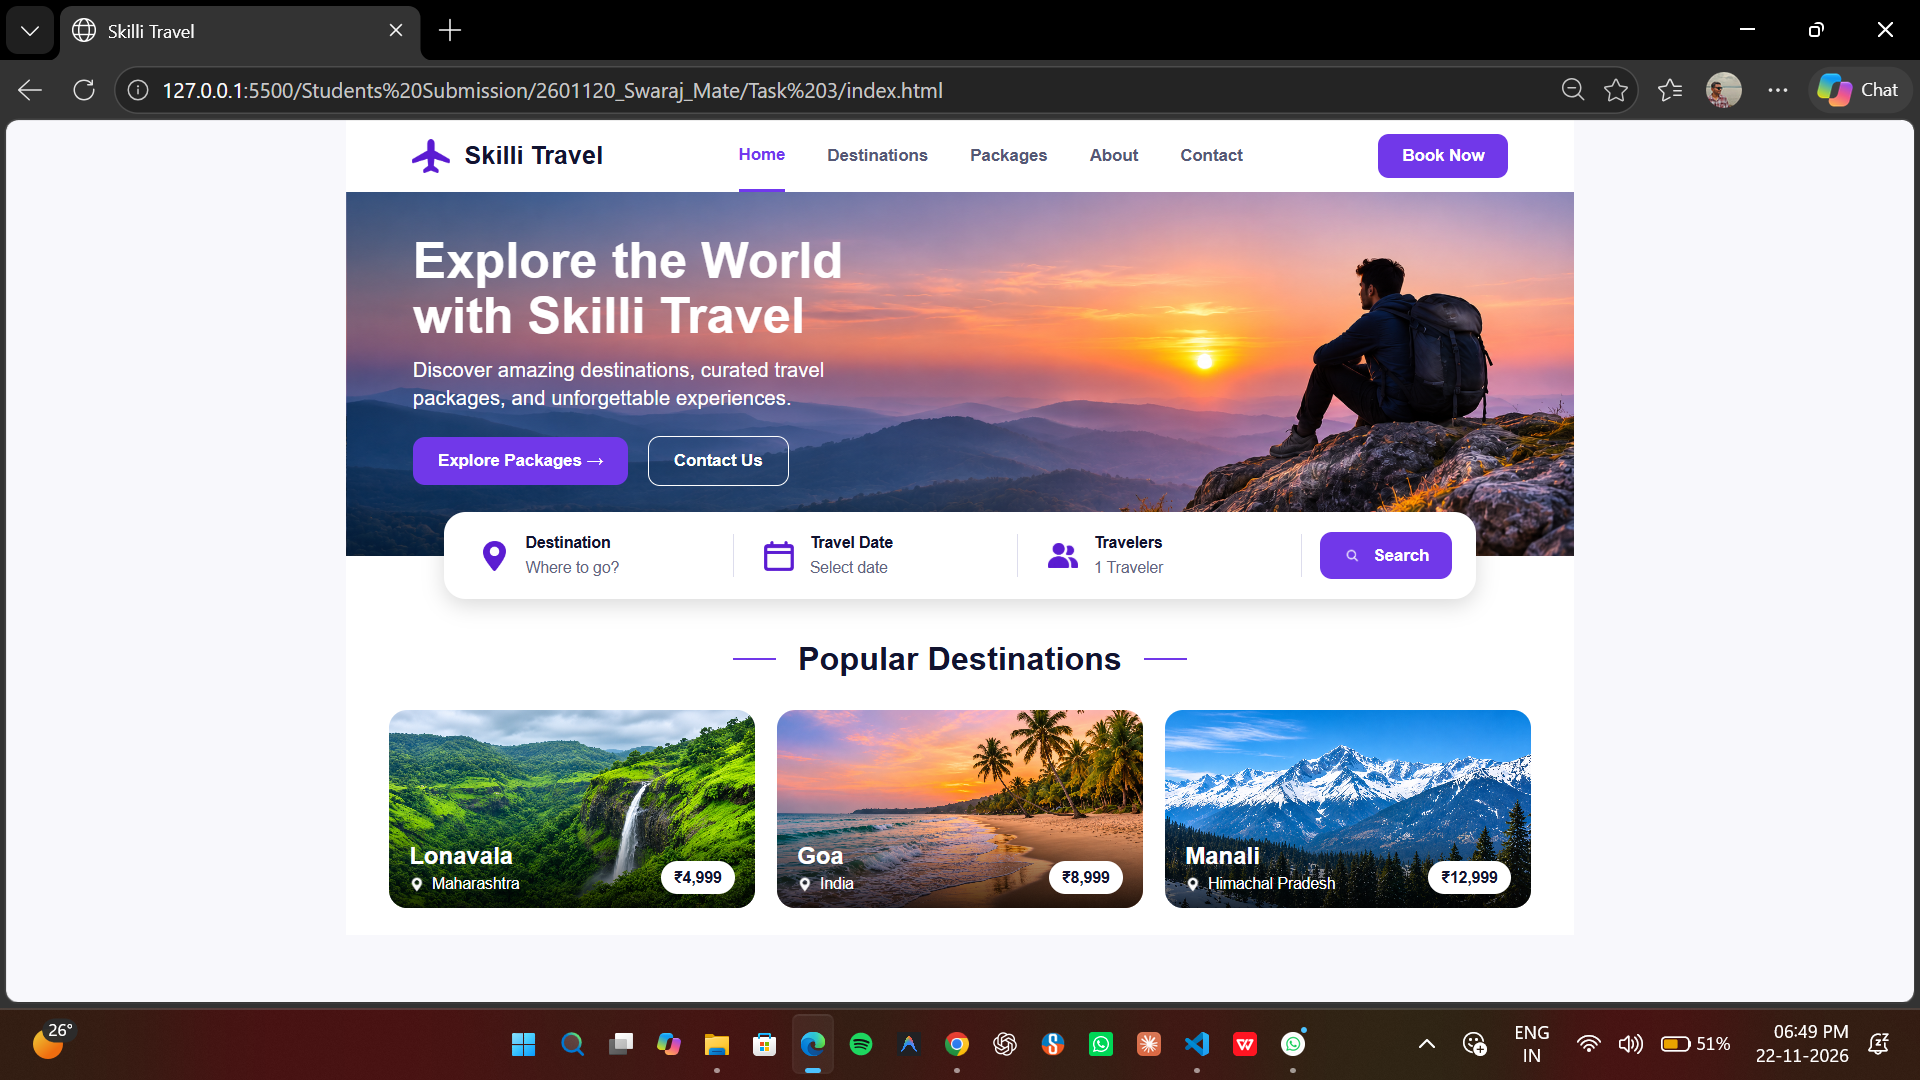 Skilli Travel
127.0.0.1:5500/Students%20Submission/2601120_Swaraj_Mate/Task%203/index.html
Chat
Skilli Travel
Home
Destinations
Packages
About
Contact
Book Now
Explore the World
with Skilli Travel
Discover amazing destinations, curated travel
packages, and unforgettable experiences.
Explore Packages →
Contact Us
Destination
Where to go?
Travel Date
Select date
Travelers
1 Traveler
Search
Popular Destinations
Lonavala
Maharashtra
₹4,999
Goa
India
₹8,999
Manali
Himachal Pradesh
₹12,999
26°
ENG
IN
51%
06:49 PM
22-11-2026